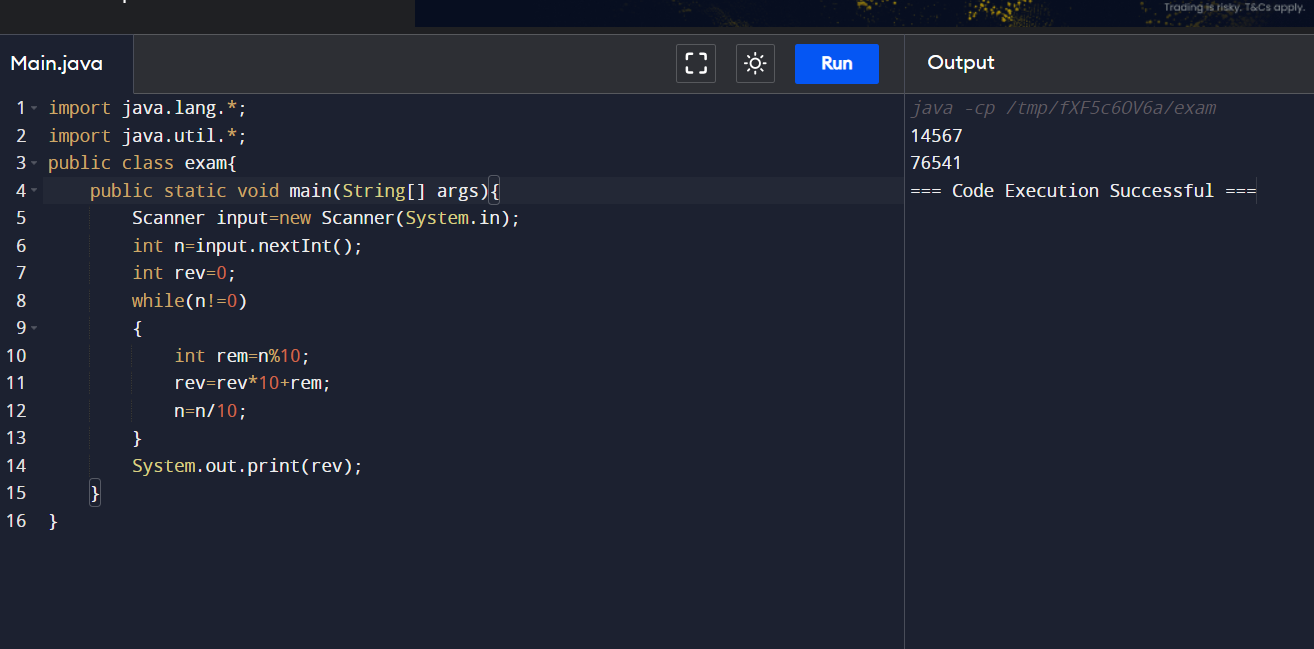 Trading is risky. T&Cs apply.
Main.java
Run
Output
1 import java.lang.*;
2 import java.util.*;
3 public class exam{
4     public static void main(String[] args){
5         Scanner input=new Scanner(System.in);
6         int n=input.nextInt();
7         int rev=0;
8         while(n!=0)
9         {
10             int rem=n%10;
11             rev=rev*10+rem;
12             n=n/10;
13         }
14         System.out.print(rev);
15     }
16 }
java -cp /tmp/fXF5c6OV6a/exam
14567
76541
=== Code Execution Successful ===